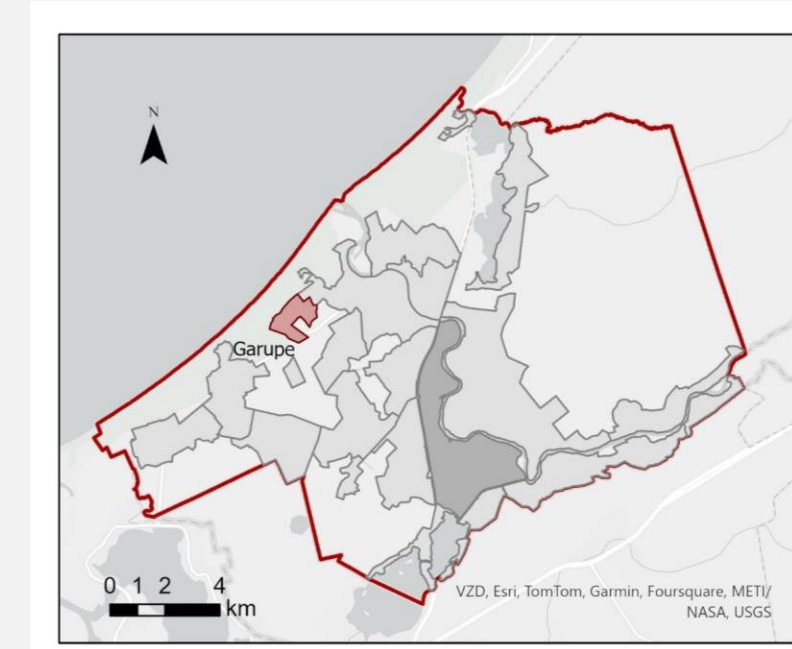 N
Garupe
0 1 2 4
km
VZD, Esri, TomTom, Garmin, Foursquare, METI/
NASA, USGS